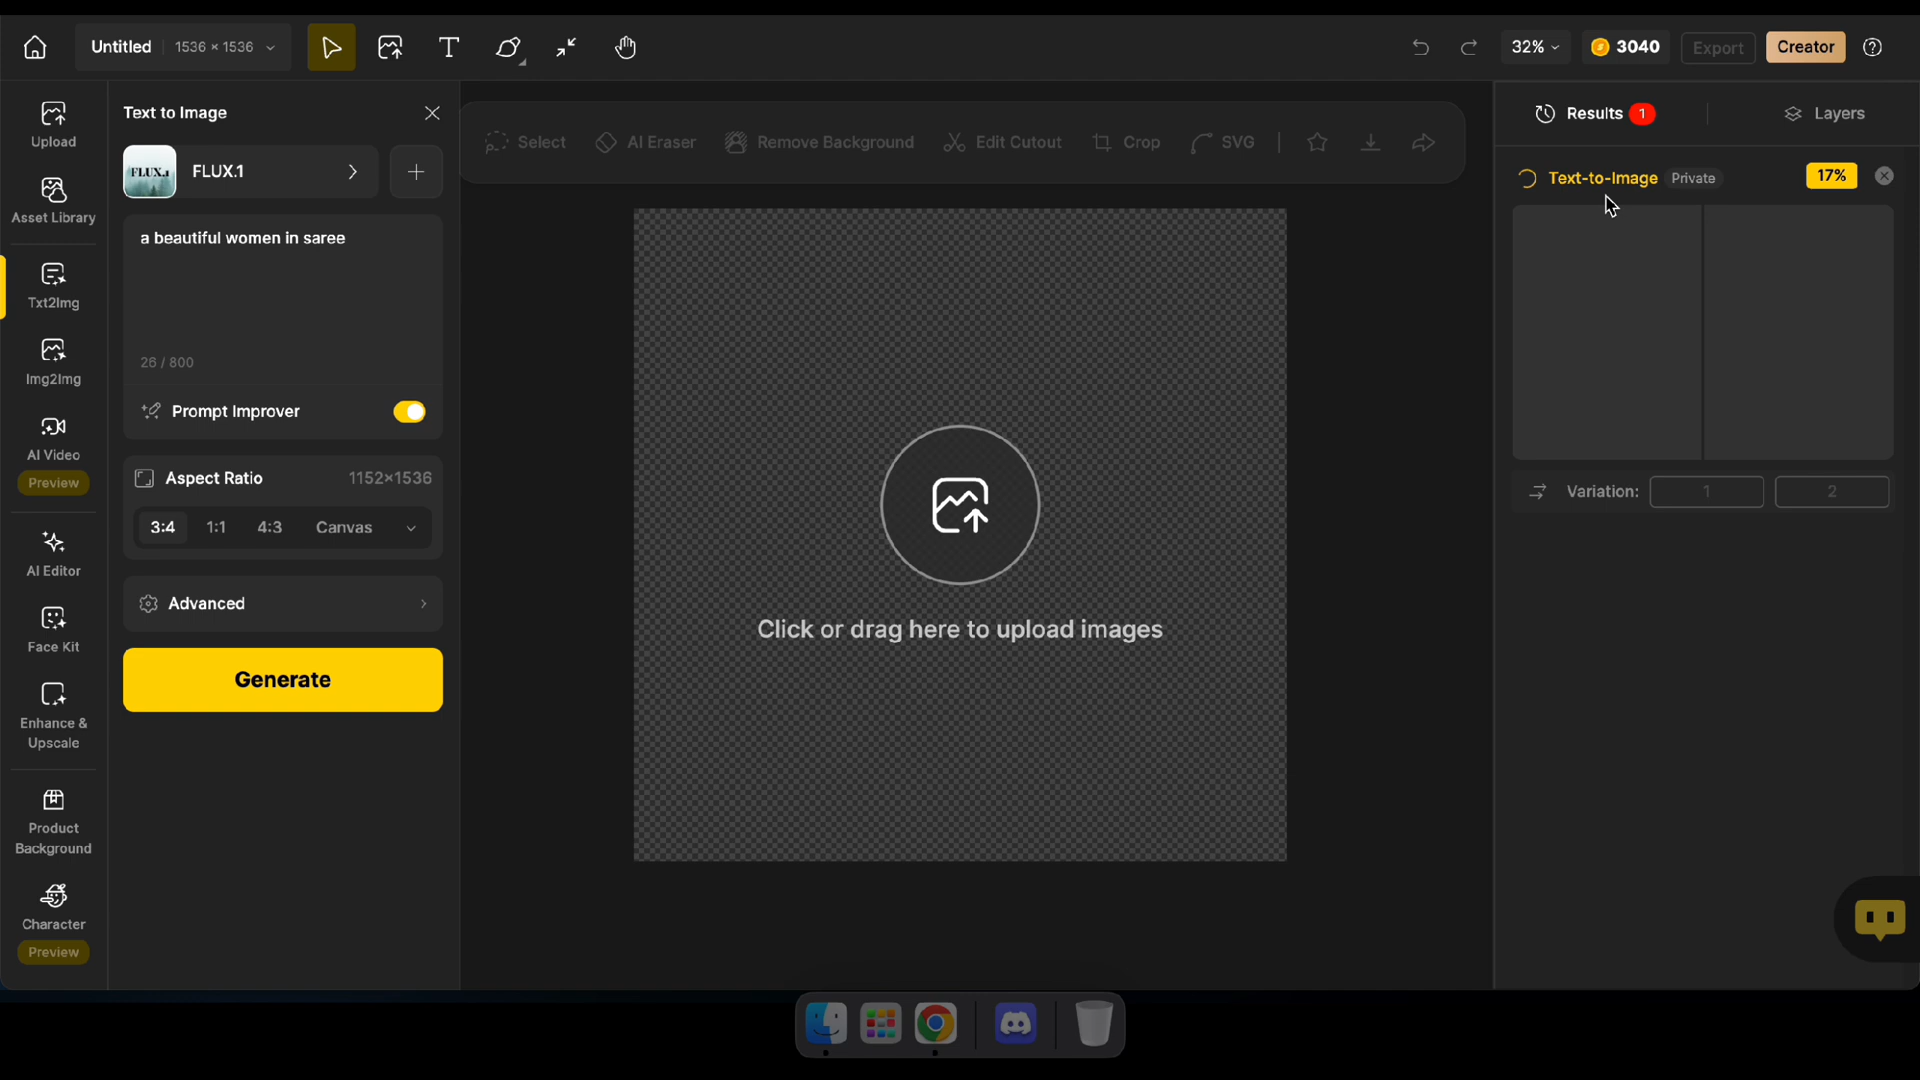 Untitled
1536 × 1536
32%
3040
Export
Creator
Upload
Asset Library
Txt2Img
Img2Img
AI Video
Preview
AI Editor
Face Kit
Enhance &
Upscale
Product
Background
Character
Preview
Text to Image
FLUX.1
FLUX.1
a beautiful women in saree
26 / 800
Prompt Improver
Aspect Ratio
1152×1536
3:4
1:1
4:3
Canvas
Advanced
Generate
Select
AI Eraser
Remove Background
Edit Cutout
Crop
SVG
Click or drag here to upload images
Results
1
Layers
Text-to-Image
Private
17%
Variation:
1
2